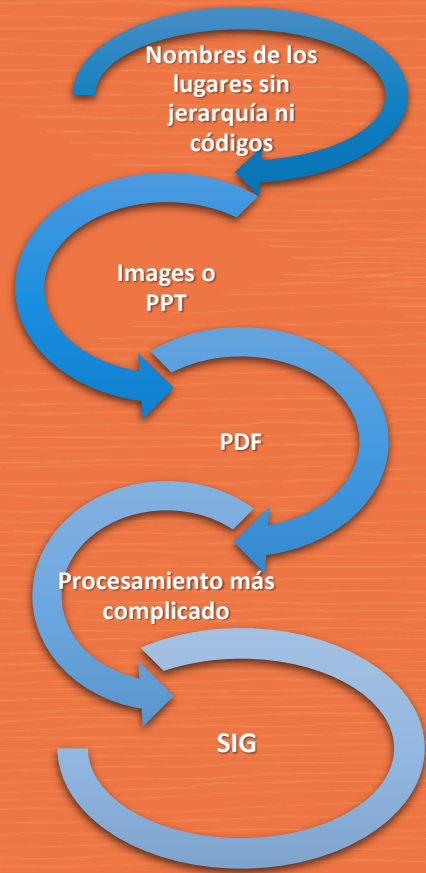 Nombres de los
lugares sin
jerarquía ni
códigos
Images o
PPT
PDF
Procesamiento más
complicado
SIG